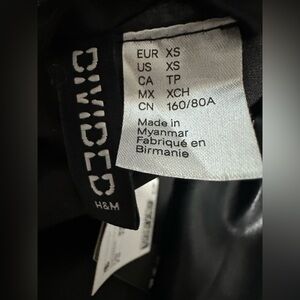 DIVIDED
H&M
EUR XS
US XS
CA TP
MX XCH
CN 160/80A
Made in
Myanmar
Fabriqué en
Birmanie